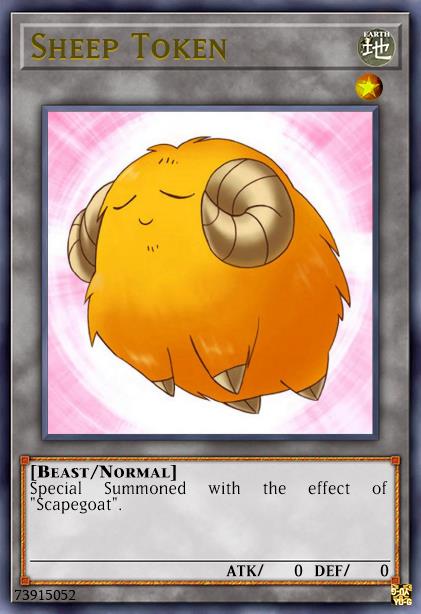 Sheep Token
EARTH
地
[Beast/Normal]
Special Summoned with the effect of
"Scapegoat".
ATK/ 0 DEF/ 0
73915052